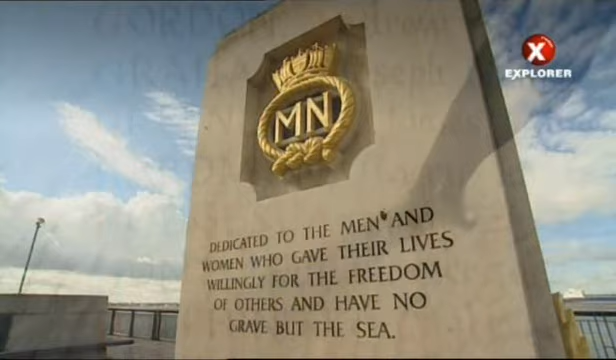 X
EXPLORER
MN
DEDICATED TO THE MEN AND
WOMEN WHO GAVE THEIR LIVES
WILLINGLY FOR THE FREEDOM
OF OTHERS AND HAVE NO
GRAVE BUT THE SEA.